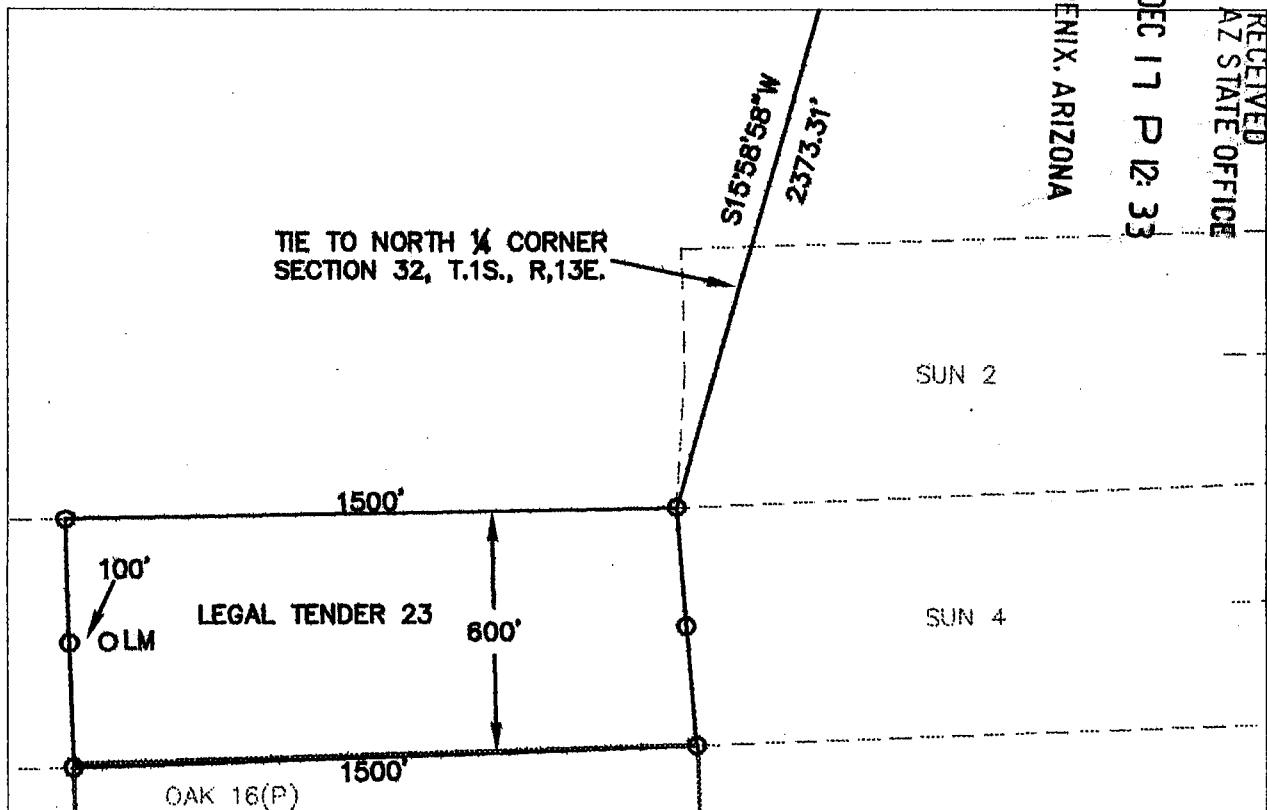 RECEIVED
AZ STATE OFFICE
DEC 17 P 12: 33
ENIX, ARIZONA
S15°58'58"W
2373.31'
TIE TO NORTH ¼ CORNER
SECTION 32, T.1S., R,13E.
SUN 2
1500'
100'
LEGAL TENDER 23
600'
LM
SUN 4
1500'
OAK 16(P)